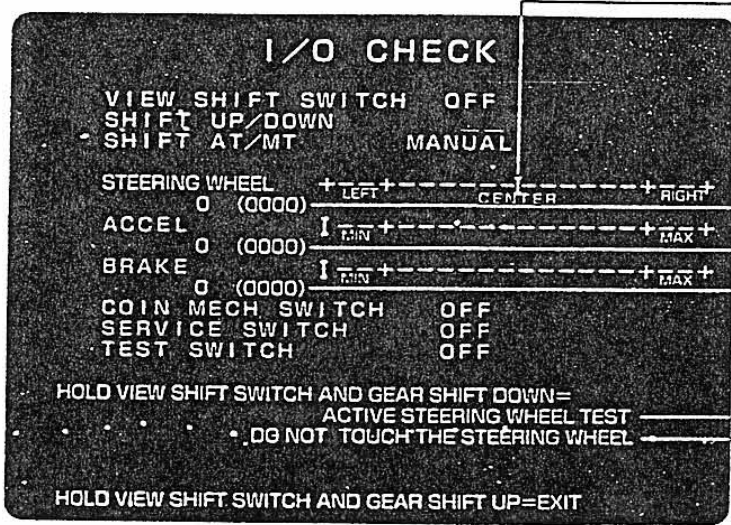 I/O CHECK
VIEW SHIFT SWITCH OFF
SHIFT UP/DOWN
SHIFT AT/MT MANUAL
STEERING WHEEL +--+--------I--------+--+
LEFT CENTER RIGHT
0 (0000)
ACCEL I--+-----------------+--+
MIN MAX
0 (0000)
BRAKE I--+-----------------+--+
MIN MAX
0 (0000)
COIN MECH SWITCH OFF
SERVICE SWITCH OFF
TEST SWITCH OFF
HOLD VIEW SHIFT SWITCH AND GEAR SHIFT DOWN=
ACTIVE STEERING WHEEL TEST
DO NOT TOUCH THE STEERING WHEEL
HOLD VIEW SHIFT SWITCH AND GEAR SHIFT UP=EXIT